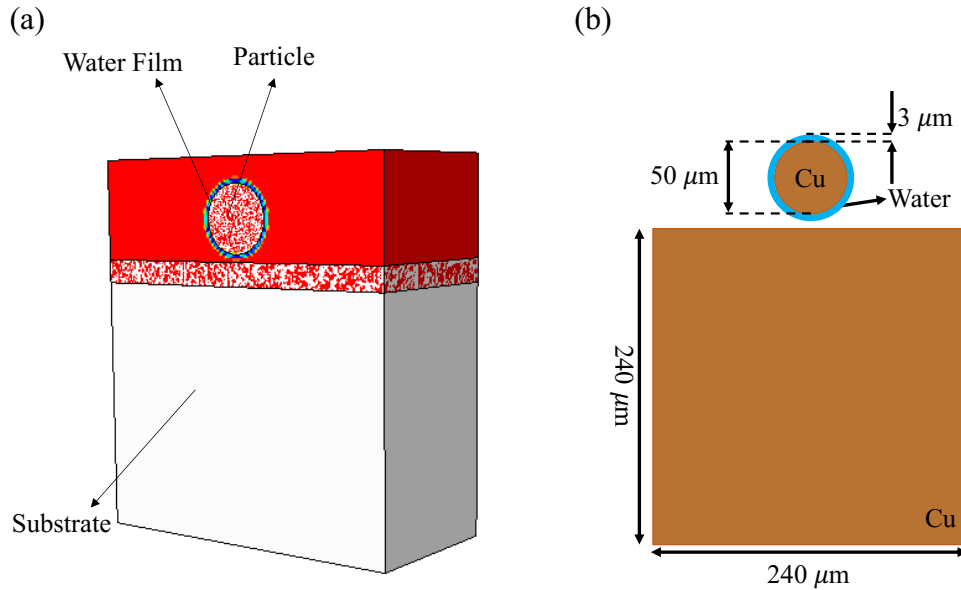 (a)
Water Film
Particle
Substrate
(b)
3 μm
50 μm
Cu
Water
240 μm
Cu
240 μm